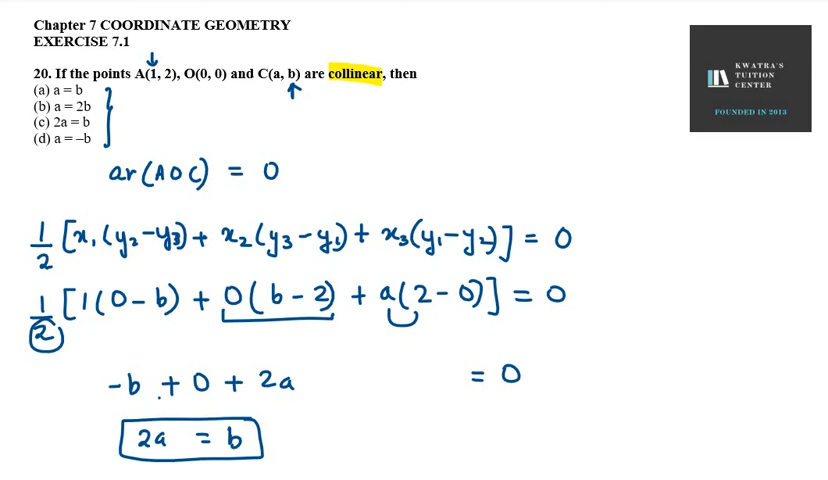 Chapter 7 COORDINATE GEOMETRY
EXERCISE 7.1
20. If the points A(1, 2), O(0, 0) and C(a, b) are collinear, then
(a) a = b
(b) a = 2b
(c) 2a = b
(d) a = –b
KWATRA'S
TUITION
CENTER
FOUNDED IN 2013
ar(AOC) = 0
1/2 [x₁(y₂-y₃) + x₂(y₃-y₁) + x₃(y₁-y₂)] = 0
1/2 [1(0-b) + 0(b-2) + a(2-0)] = 0
-b + 0 + 2a = 0
2a = b